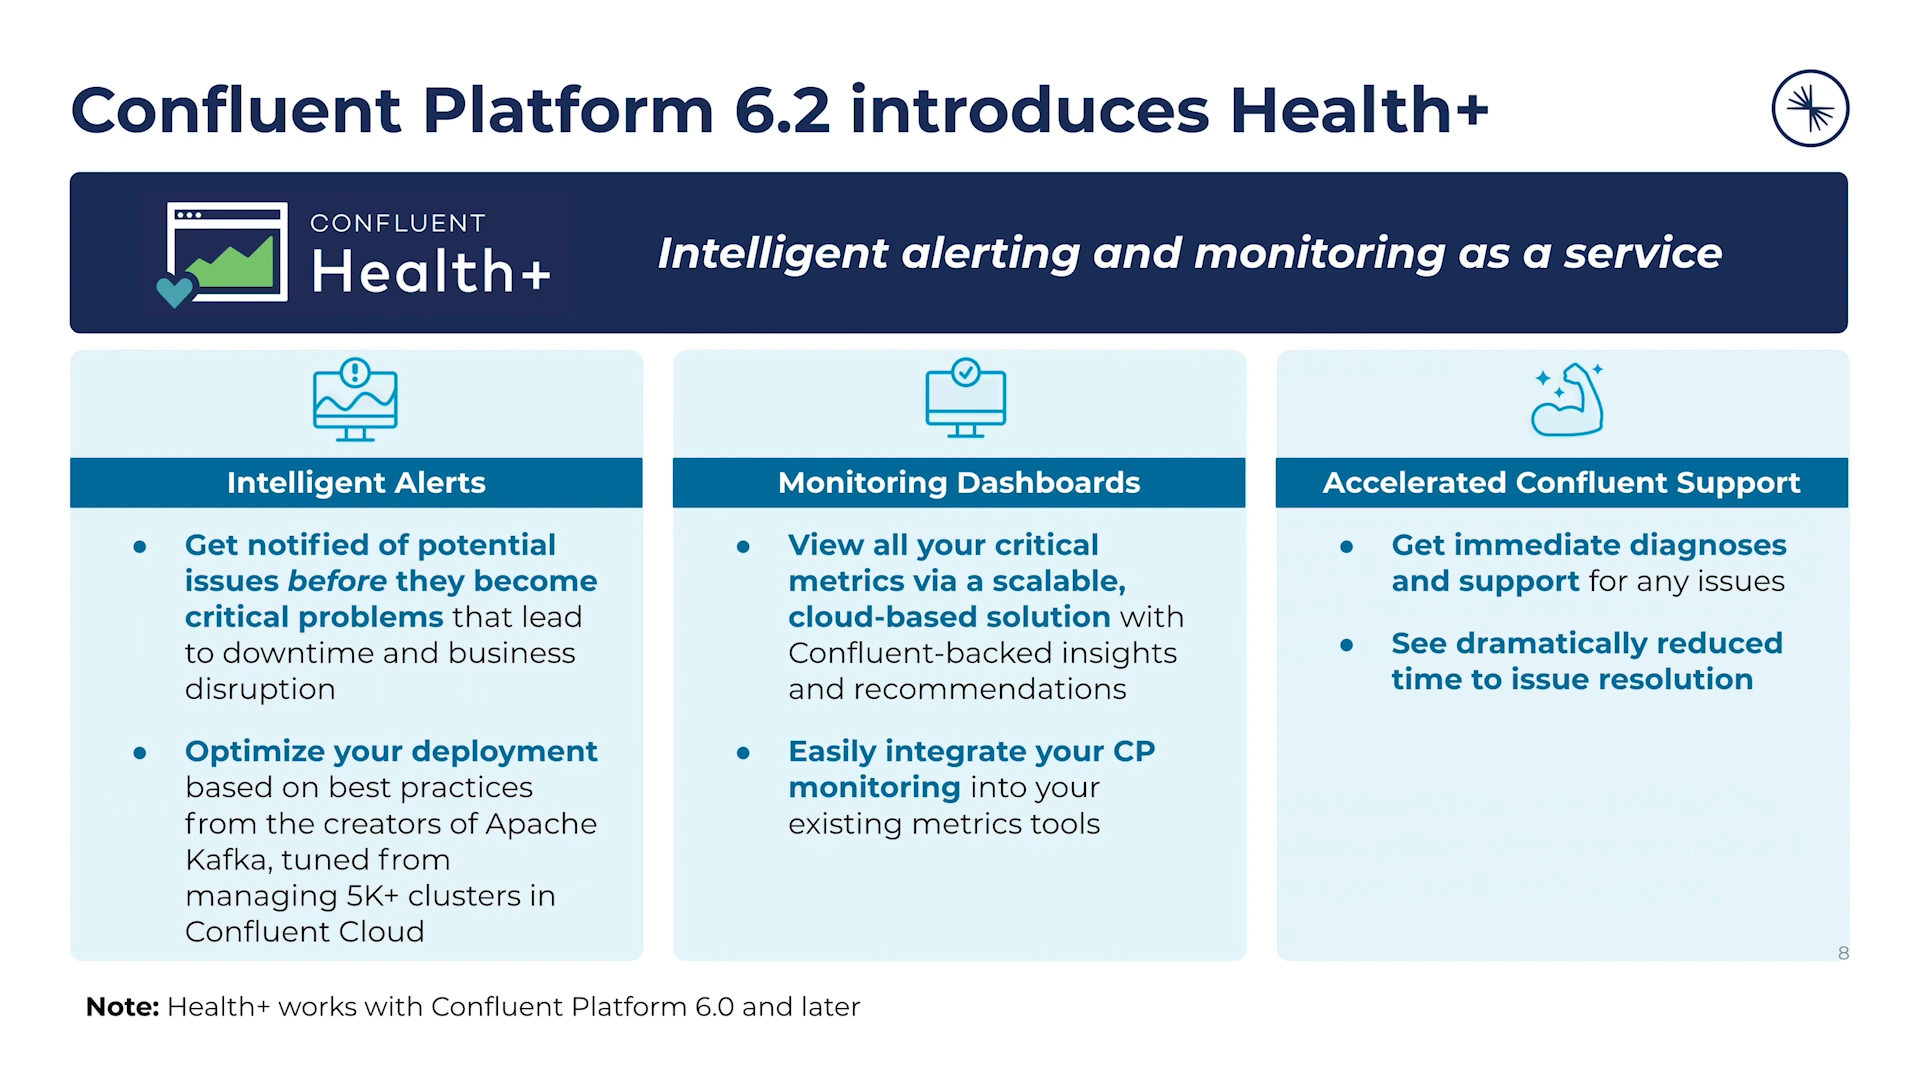 Confluent Platform 6.2 introduces Health+
CONFLUENT
Health+
Intelligent alerting and monitoring as a service
Intelligent Alerts
● Get notified of potential
issues before they become
critical problems that lead
to downtime and business
disruption
● Optimize your deployment
based on best practices
from the creators of Apache
Kafka, tuned from
managing 5K+ clusters in
Confluent Cloud
Monitoring Dashboards
● View all your critical
metrics via a scalable,
cloud-based solution with
Confluent-backed insights
and recommendations
● Easily integrate your CP
monitoring into your
existing metrics tools
Accelerated Confluent Support
● Get immediate diagnoses
and support for any issues
● See dramatically reduced
time to issue resolution
8
Note: Health+ works with Confluent Platform 6.0 and later